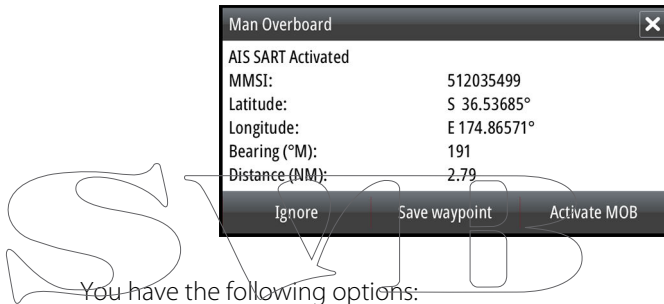 Man Overboard
AIS SART Activated
MMSI: 512035499
Latitude: S 36.53685°
Longitude: E 174.86571°
Bearing (°M): 191
Distance (NM): 2.79
Ignore Save waypoint Activate MOB
SVB
You have the following options: